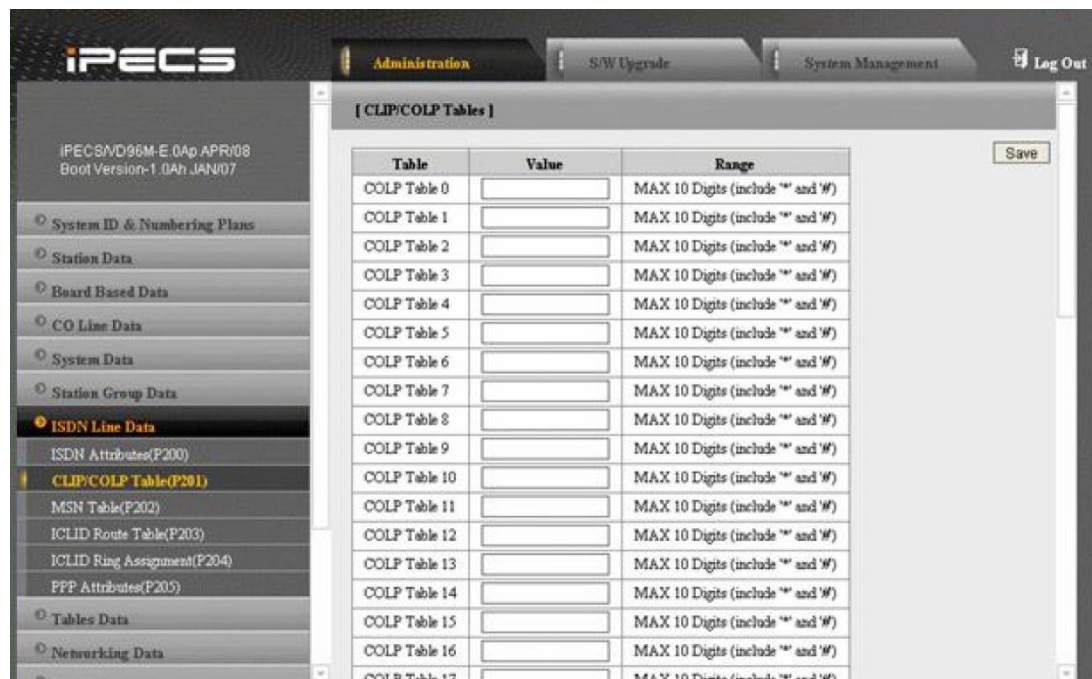 iPECS
Administration
S/W Upgrade
System Management
Log Out
iPECS/VD96M-E.0Ap APR/08
Boot Version-1.0Ah JAN/07
System ID & Numbering Plans
Station Data
Board Based Data
CO Line Data
System Data
Station Group Data
ISDN Line Data
ISDN Attributes(P200)
CLIP/COLP Table(P201)
MSN Table(P202)
ICLID Route Table(P203)
ICLID Ring Assignment(P204)
PPP Attributes(P205)
Tables Data
Networking Data
[ CLIP/COLP Tables ]
Save
Table Value Range
COLP Table 0 MAX 10 Digits (include '*' and '#')
COLP Table 1 MAX 10 Digits (include '*' and '#')
COLP Table 2 MAX 10 Digits (include '*' and '#')
COLP Table 3 MAX 10 Digits (include '*' and '#')
COLP Table 4 MAX 10 Digits (include '*' and '#')
COLP Table 5 MAX 10 Digits (include '*' and '#')
COLP Table 6 MAX 10 Digits (include '*' and '#')
COLP Table 7 MAX 10 Digits (include '*' and '#')
COLP Table 8 MAX 10 Digits (include '*' and '#')
COLP Table 9 MAX 10 Digits (include '*' and '#')
COLP Table 10 MAX 10 Digits (include '*' and '#')
COLP Table 11 MAX 10 Digits (include '*' and '#')
COLP Table 12 MAX 10 Digits (include '*' and '#')
COLP Table 13 MAX 10 Digits (include '*' and '#')
COLP Table 14 MAX 10 Digits (include '*' and '#')
COLP Table 15 MAX 10 Digits (include '*' and '#')
COLP Table 16 MAX 10 Digits (include '*' and '#')
COLP Table 17 MAX 10 Digits (include '*' and '#')